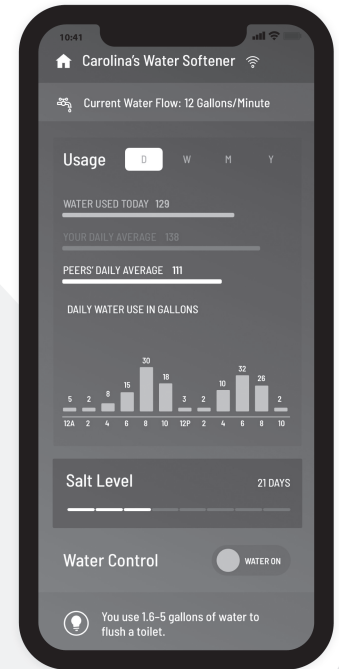 10:41
Carolina's Water Softener
Current Water Flow: 12 Gallons/Minute
Usage D W M Y
WATER USED TODAY 129
YOUR DAILY AVERAGE 138
PEERS' DAILY AVERAGE 111
DAILY WATER USE IN GALLONS
5 2 8 15 30 18 3 2 10 32 26 2
12A 2 4 6 8 10 12P 2 4 6 8 10
Salt Level 21 DAYS
Water Control WATER ON
You use 1.6–5 gallons of water to
flush a toilet.